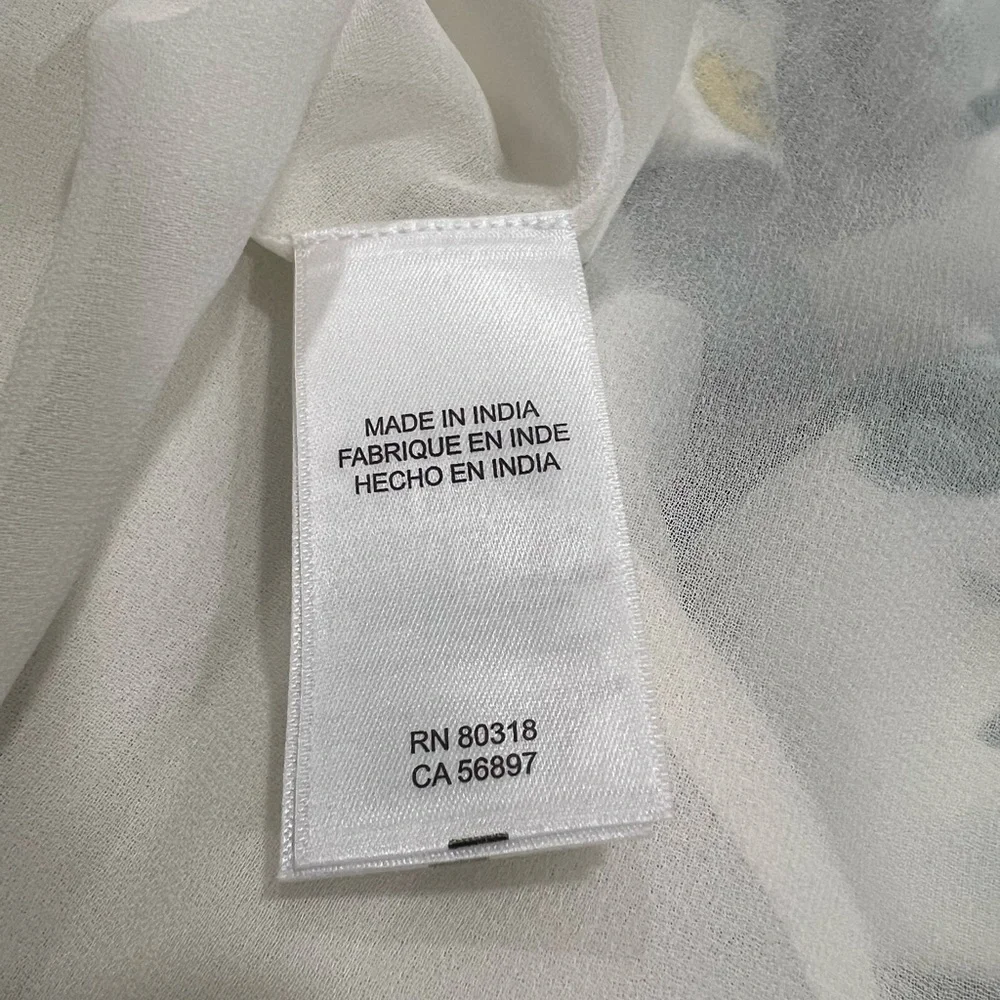 MADE IN INDIA
FABRIQUE EN INDE
HECHO EN INDIA
RN 80318
CA 56897